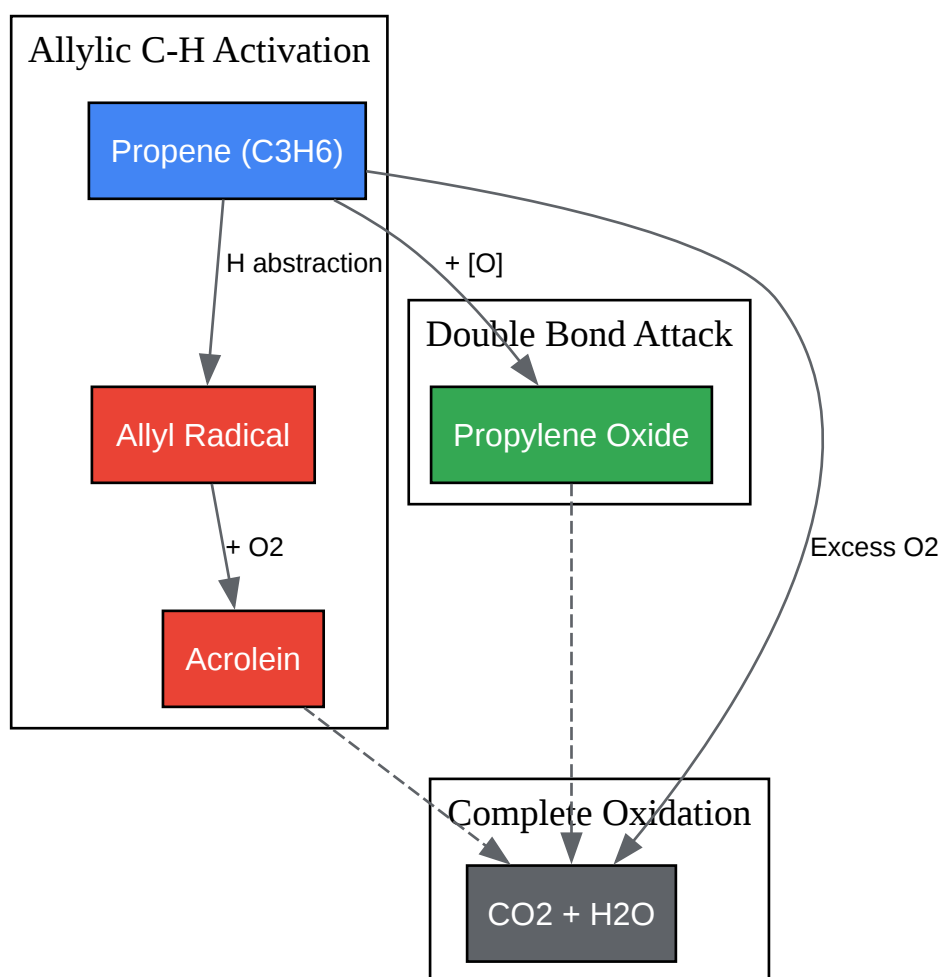 Allylic C-H Activation
Propene (C3H6)
H abstraction
+ [O]
Double Bond Attack
Allyl Radical
Propylene Oxide
+ O2
Excess O2
Acrolein
Complete Oxidation
CO2 + H2O